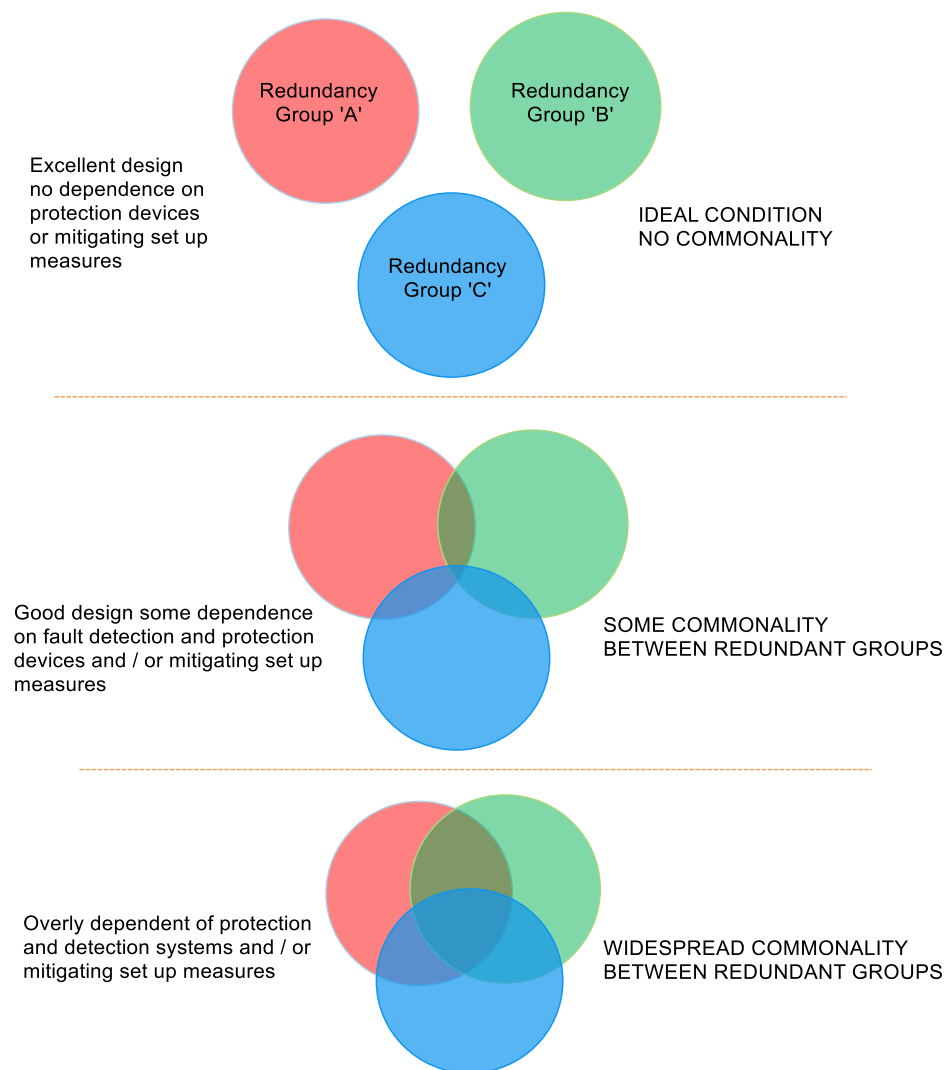 Redundancy
Group 'A'
Redundancy
Group 'B'
Excellent design
no dependence on
protection devices
or mitigating set up
measures
IDEAL CONDITION
NO COMMONALITY
Redundancy
Group 'C'
Good design some dependence
on fault detection and protection
devices and / or mitigating set up
measures
SOME COMMONALITY
BETWEEN REDUNDANT GROUPS
Overly dependent of protection
and detection systems and / or
mitigating set up measures
WIDESPREAD COMMONALITY
BETWEEN REDUNDANT GROUPS